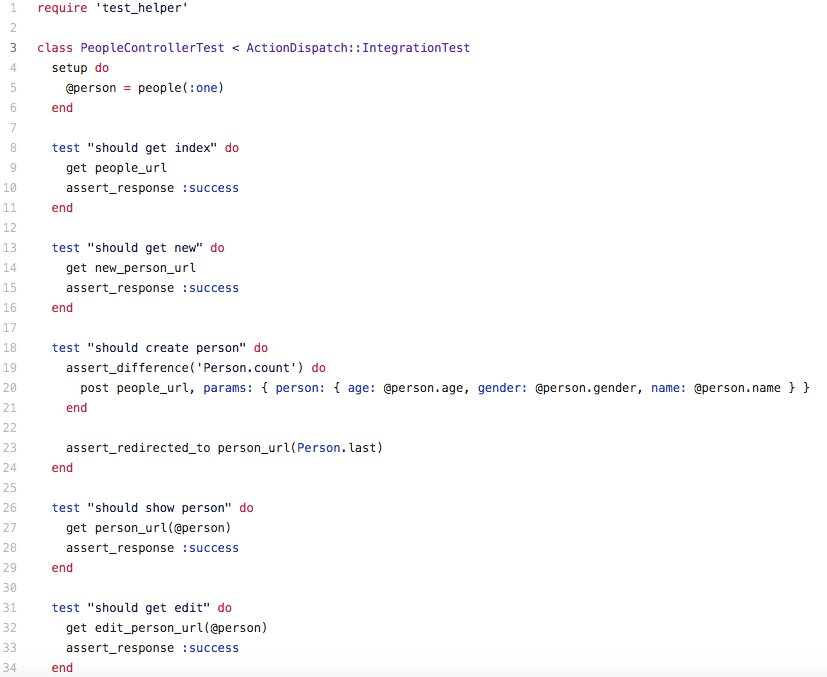 1 require 'test_helper'
2
3 class PeopleControllerTest < ActionDispatch::IntegrationTest
4   setup do
5     @person = people(:one)
6   end
7
8   test "should get index" do
9     get people_url
10     assert_response :success
11   end
12
13   test "should get new" do
14     get new_person_url
15     assert_response :success
16   end
17
18   test "should create person" do
19     assert_difference('Person.count') do
20       post people_url, params: { person: { age: @person.age, gender: @person.gender, name: @person.name } }
21     end
22
23     assert_redirected_to person_url(Person.last)
24   end
25
26   test "should show person" do
27     get person_url(@person)
28     assert_response :success
29   end
30
31   test "should get edit" do
32     get edit_person_url(@person)
33     assert_response :success
34   end